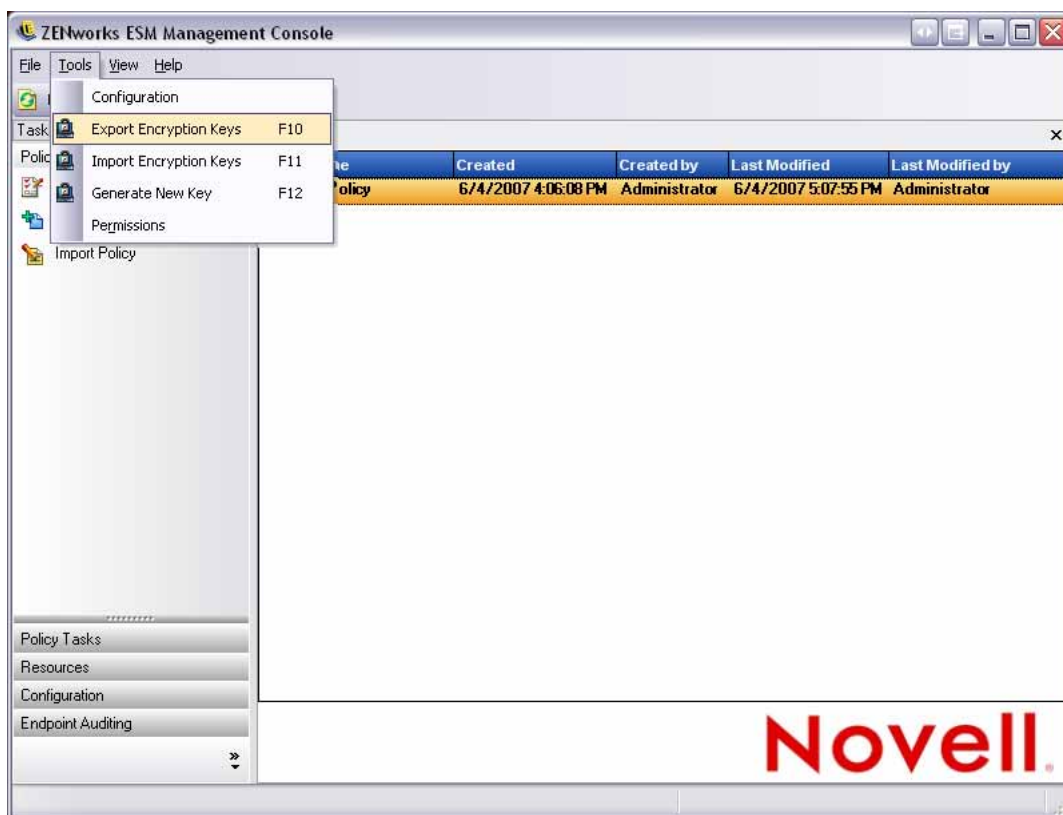 ZENworks ESM Management Console
File Tools View Help
Configuration
Export Encryption Keys F10
Import Encryption Keys F11
Generate New Key F12
Permissions
Task
Polic
Created Created by Last Modified Last Modified by
olicy 6/4/2007 4:06:08 PM Administrator 6/4/2007 5:07:55 PM Administrator
Import Policy
Policy Tasks
Resources
Configuration
Endpoint Auditing
Novell